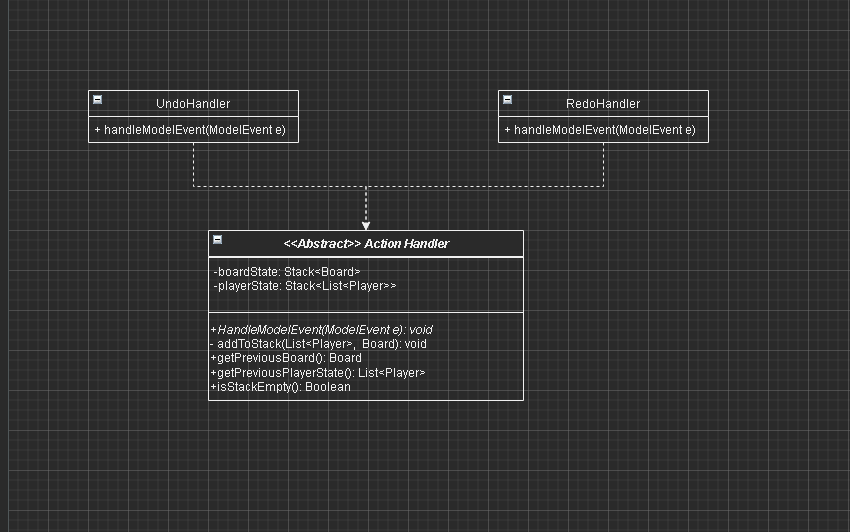 UndoHandler
+ handleModelEvent(ModelEvent e)
RedoHandler
+ handleModelEvent(ModelEvent e)
<<Abstract>> Action Handler
-boardState: Stack<Board>
-playerState: Stack<List<Player>>
+HandleModelEvent(ModelEvent e): void
- addToStack(List<Player>, Board): void
+getPreviousBoard(): Board
+getPreviousPlayerState(): List<Player>
+isStackEmpty(): Boolean